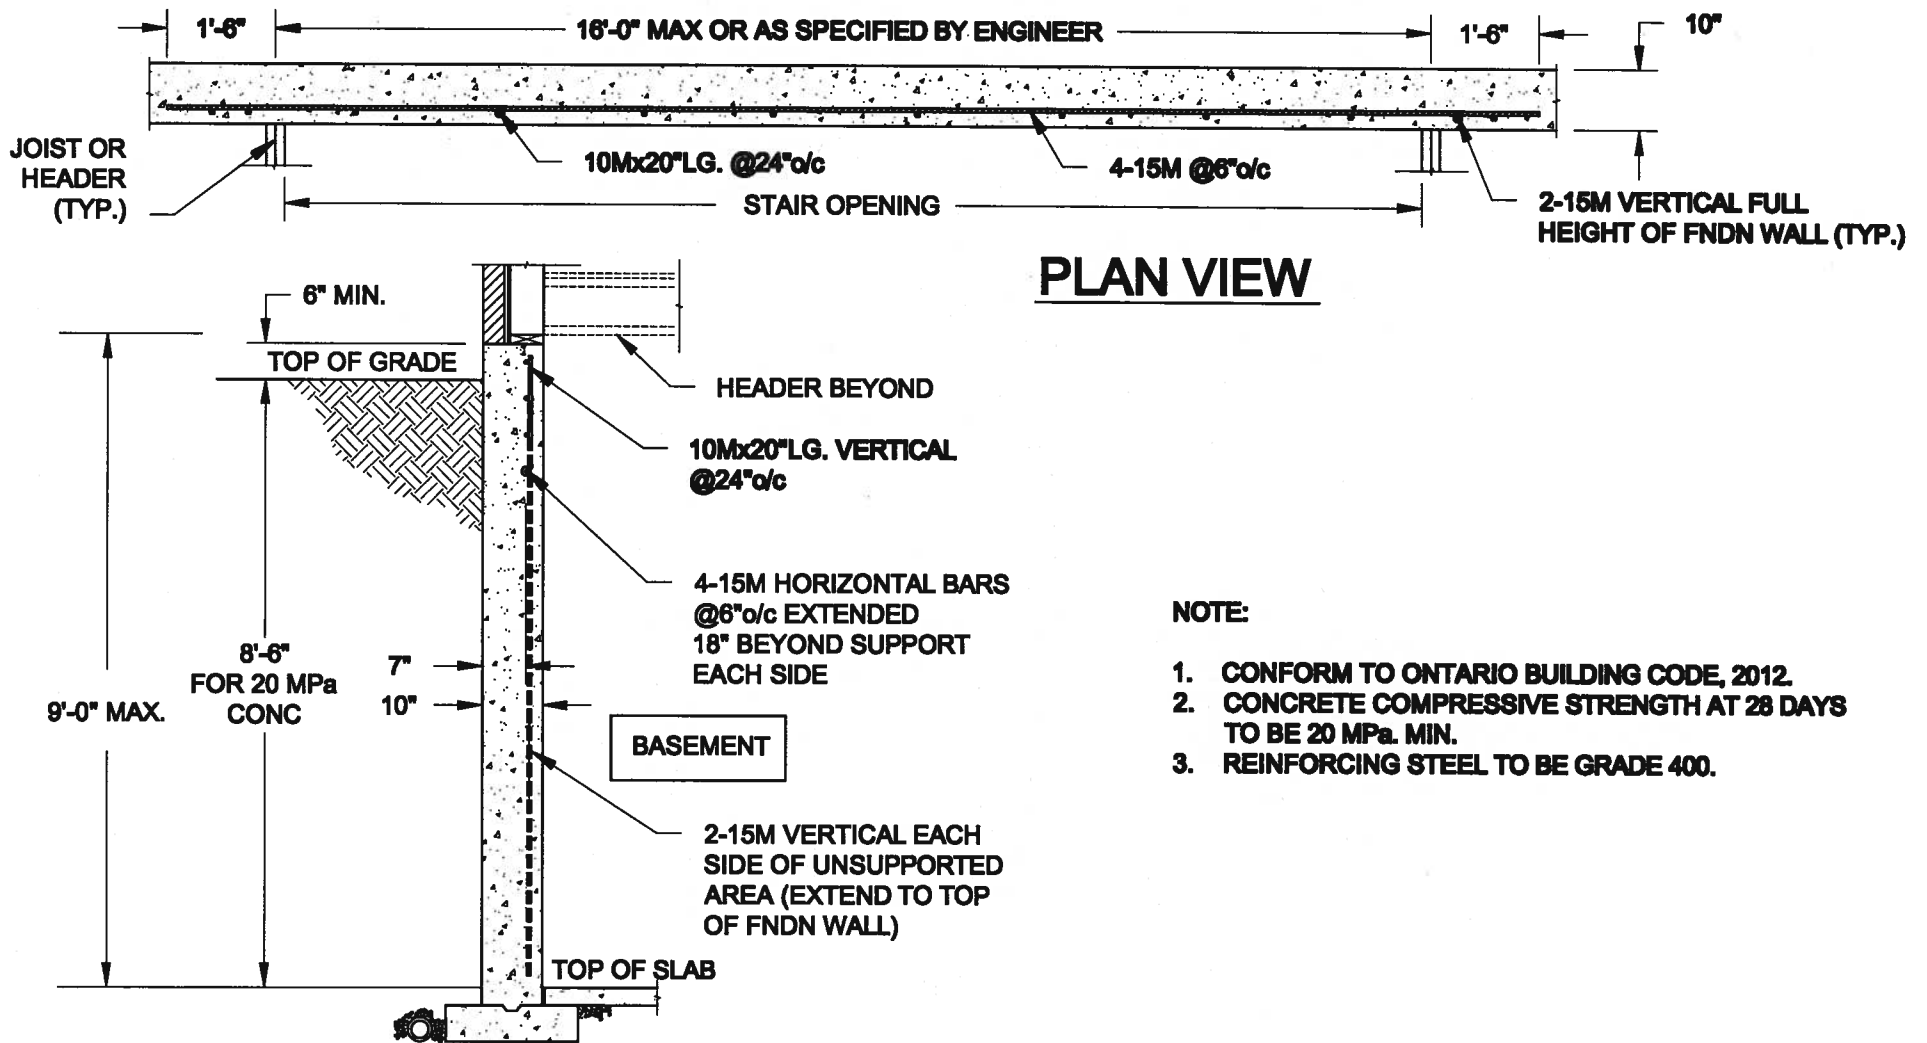 1'-6"
16'-0" MAX OR AS SPECIFIED BY ENGINEER
1'-6"
10"
JOIST OR
HEADER
(TYP.)
10Mx20"LG. @24"o/c
4-15M @6"o/c
STAIR OPENING
2-15M VERTICAL FULL
HEIGHT OF FNDN WALL (TYP.)
PLAN VIEW
6" MIN.
TOP OF GRADE
HEADER BEYOND
10Mx20"LG. VERTICAL
@24"o/c
4-15M HORIZONTAL BARS
@6"o/c EXTENDED
18" BEYOND SUPPORT
EACH SIDE
8'-6"
FOR 20 MPa
CONC
9'-0" MAX.
7"
10"
BASEMENT
2-15M VERTICAL EACH
SIDE OF UNSUPPORTED
AREA (EXTEND TO TOP
OF FNDN WALL)
TOP OF SLAB
NOTE:
1. CONFORM TO ONTARIO BUILDING CODE, 2012.
2. CONCRETE COMPRESSIVE STRENGTH AT 28 DAYS
TO BE 20 MPa. MIN.
3. REINFORCING STEEL TO BE GRADE 400.